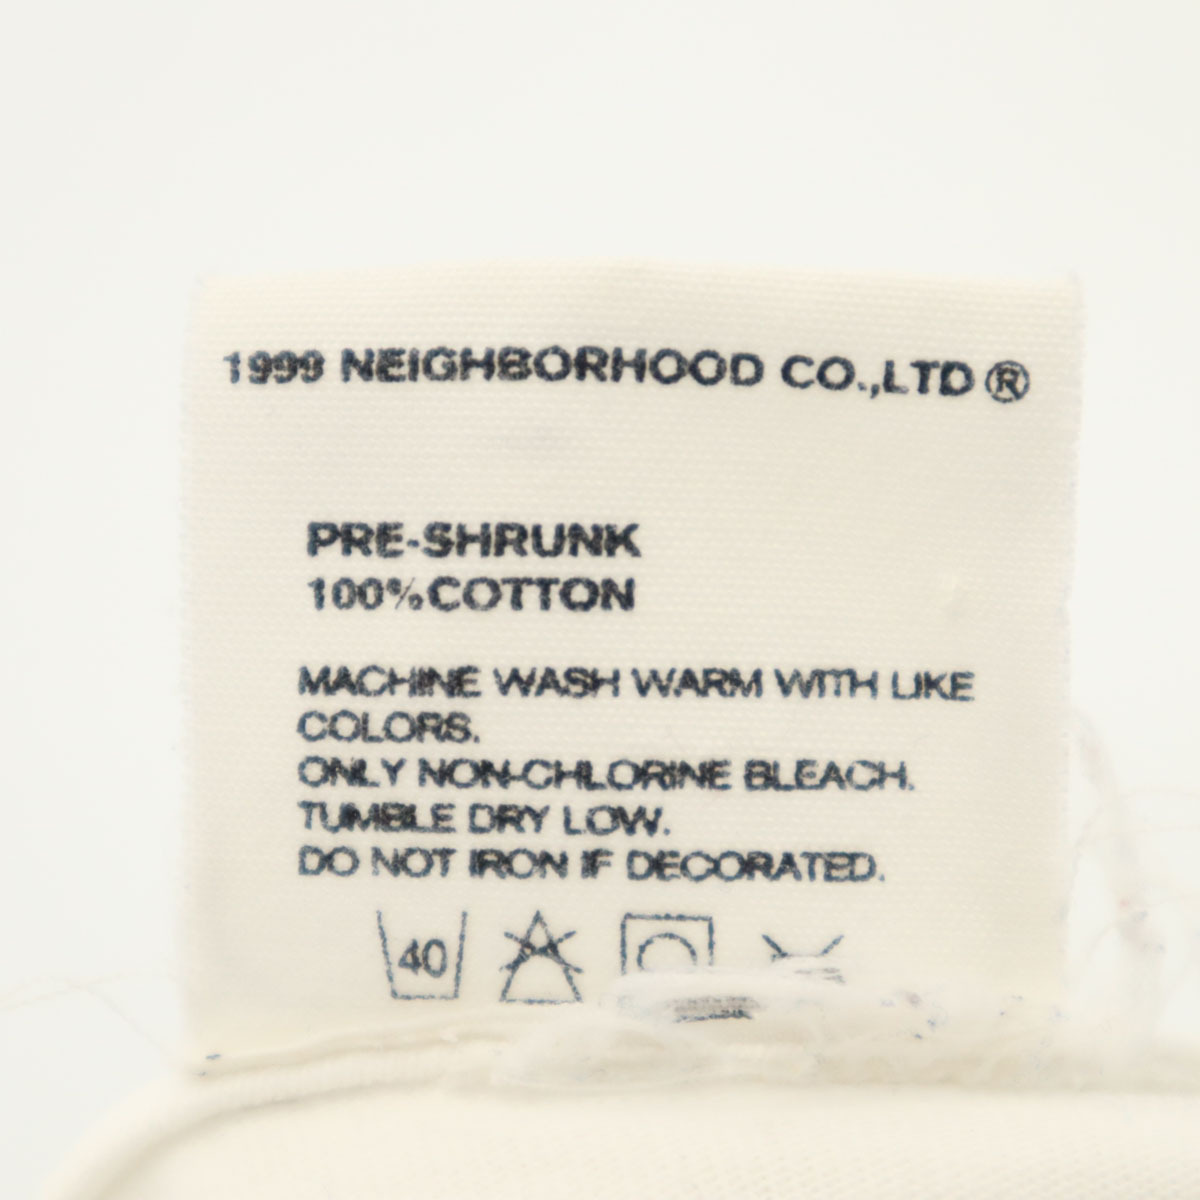 1999 NEIGHBORHOOD CO.,LTD ®
PRE-SHRUNK
100% COTTON
MACHINE WASH WARM WITH LIKE
COLORS.
ONLY NON-CHLORINE BLEACH.
TUMBLE DRY LOW.
DO NOT IRON IF DECORATED.
40